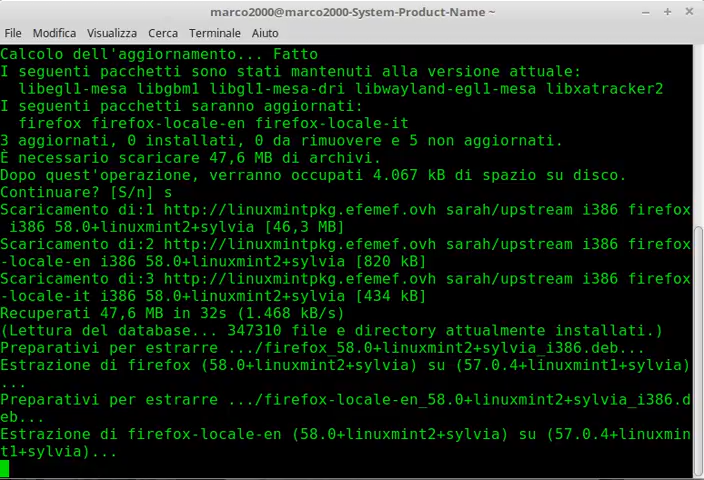 marco2000@marco2000-System-Product-Name ~
File Modifica Visualizza Cerca Terminale Aiuto
Calcolo dell'aggiornamento... Fatto
I seguenti pacchetti sono stati mantenuti alla versione attuale:
libegl1-mesa libgbm1 libgl1-mesa-dri libwayland-egl1-mesa libxatracker2
I seguenti pacchetti saranno aggiornati:
firefox firefox-locale-en firefox-locale-it
3 aggiornati, 0 installati, 0 da rimuovere e 5 non aggiornati.
È necessario scaricare 47,6 MB di archivi.
Dopo quest'operazione, verranno occupati 4.067 kB di spazio su disco.
Continuare? [S/n] s
Scaricamento di:1 http://linuxmintpkg.efemef.ovh sarah/upstream i386 firefox
i386 58.0+linuxmint2+sylvia [46,3 MB]
Scaricamento di:2 http://linuxmintpkg.efemef.ovh sarah/upstream i386 firefox
-locale-en i386 58.0+linuxmint2+sylvia [820 kB]
Scaricamento di:3 http://linuxmintpkg.efemef.ovh sarah/upstream i386 firefox
-locale-it i386 58.0+linuxmint2+sylvia [434 kB]
Recuperati 47,6 MB in 32s (1.468 kB/s)
(Lettura del database... 347310 file e directory attualmente installati.)
Preparativi per estrarre .../firefox_58.0+linuxmint2+sylvia_i386.deb...
Estrazione di firefox (58.0+linuxmint2+sylvia) su (57.0.4+linuxmint1+sylvia)
...
Preparativi per estrarre .../firefox-locale-en_58.0+linuxmint2+sylvia_i386.d
eb...
Estrazione di firefox-locale-en (58.0+linuxmint2+sylvia) su (57.0.4+linuxmin
t1+sylvia)...